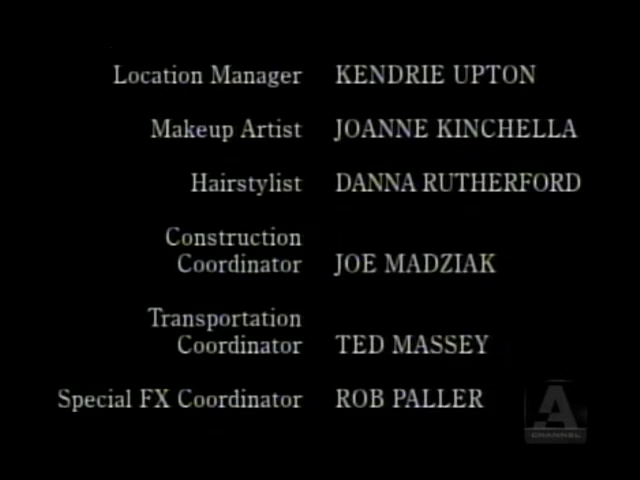 Location Manager KENDRIE UPTON
Makeup Artist JOANNE KINCHELLA
Hairstylist DANNA RUTHERFORD
Construction
Coordinator JOE MADZIAK
Transportation
Coordinator TED MASSEY
Special FX Coordinator ROB PALLER
A
CHANNEL